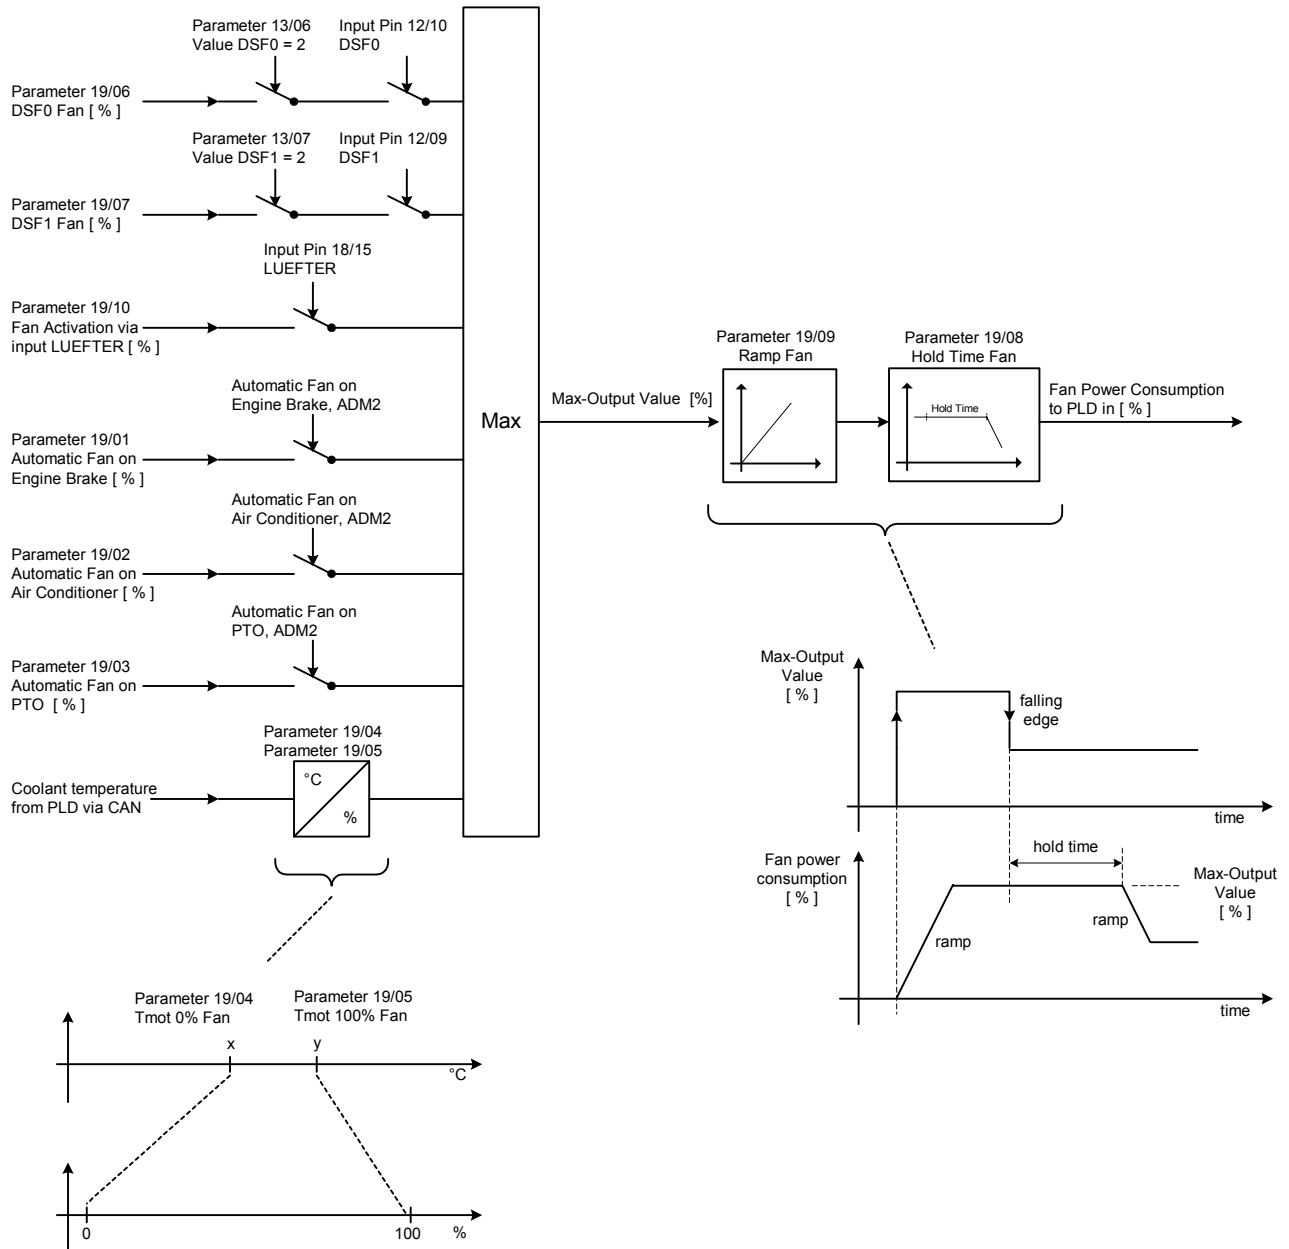 Parameter 13/06
Value DSF0 = 2
Input Pin 12/10
DSF0
Parameter 19/06
DSF0 Fan [ % ]
Parameter 13/07
Value DSF1 = 2
Input Pin 12/09
DSF1
Parameter 19/07
DSF1 Fan [ % ]
Input Pin 18/15
LUEFTER
Parameter 19/10
Fan Activation via
input LUEFTER [ % ]
Automatic Fan on
Engine Brake, ADM2
Parameter 19/01
Automatic Fan on
Engine Brake [ % ]
Automatic Fan on
Air Conditioner, ADM2
Parameter 19/02
Automatic Fan on
Air Conditioner [ % ]
Automatic Fan on
PTO, ADM2
Parameter 19/03
Automatic Fan on
PTO [ % ]
Parameter 19/04
Parameter 19/05
°C
%
Coolant temperature
from PLD via CAN
Max
Max-Output Value [%]
Parameter 19/09
Ramp Fan
Parameter 19/08
Hold Time Fan
Hold Time
Fan Power Consumption
to PLD in [ % ]
Max-Output
Value
[ % ]
falling
edge
time
Fan power
consumption
[ % ]
hold time
Max-Output
Value
[ % ]
ramp
ramp
time
Parameter 19/04
Tmot 0% Fan
Parameter 19/05
Tmot 100% Fan
x
y
°C
0
100
%